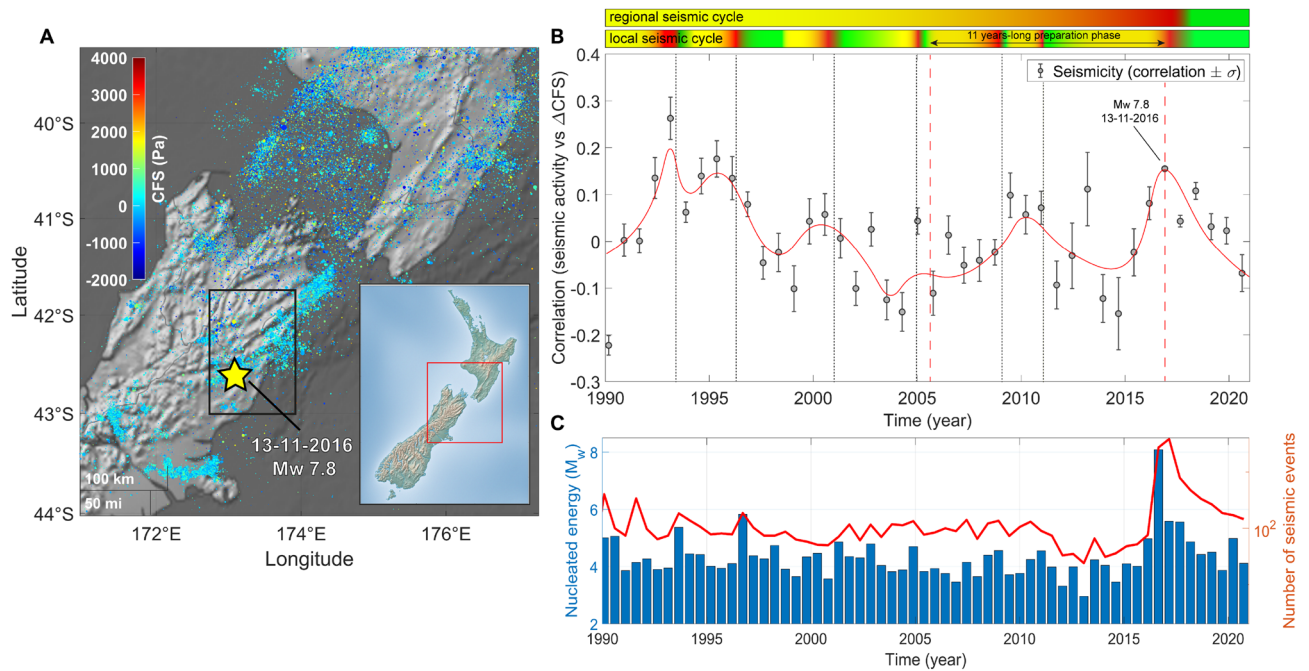 A
4000
3000
2000
1000
0
-1000
-2000
CFS (Pa)
40°S
41°S
42°S
43°S
44°S
Latitude
13-11-2016
Mw 7.8
100 km
50 mi
172°E
174°E
176°E
Longitude
regional seismic cycle
local seismic cycle
11 years-long preparation phase
B
Seismicity (correlation ± σ)
Mw 7.8
13-11-2016
0.4
0.3
0.2
0.1
0
-0.1
-0.2
-0.3
Correlation (seismic activity vs ΔCFS)
1990
1995
2000
2005
2010
2015
2020
Time (year)
C
8
6
4
2
Nucleated energy (Mw)
10²
Number of seismic events
1990
1995
2000
2005
2010
2015
2020
Time (year)